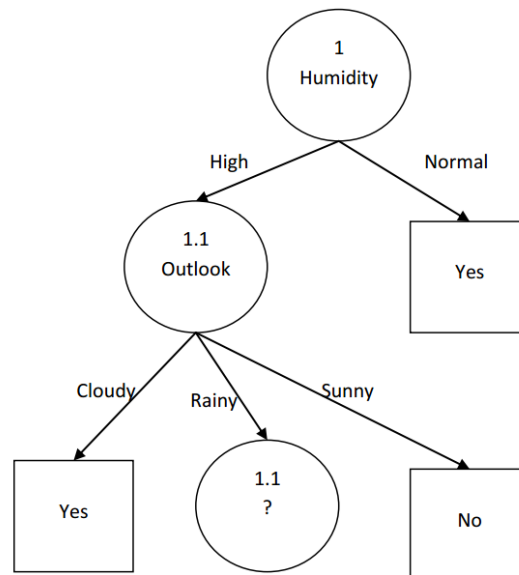 1
Humidity
High
Normal
1.1
Outlook
Yes
Cloudy
Rainy
Sunny
Yes
1.1
?
No